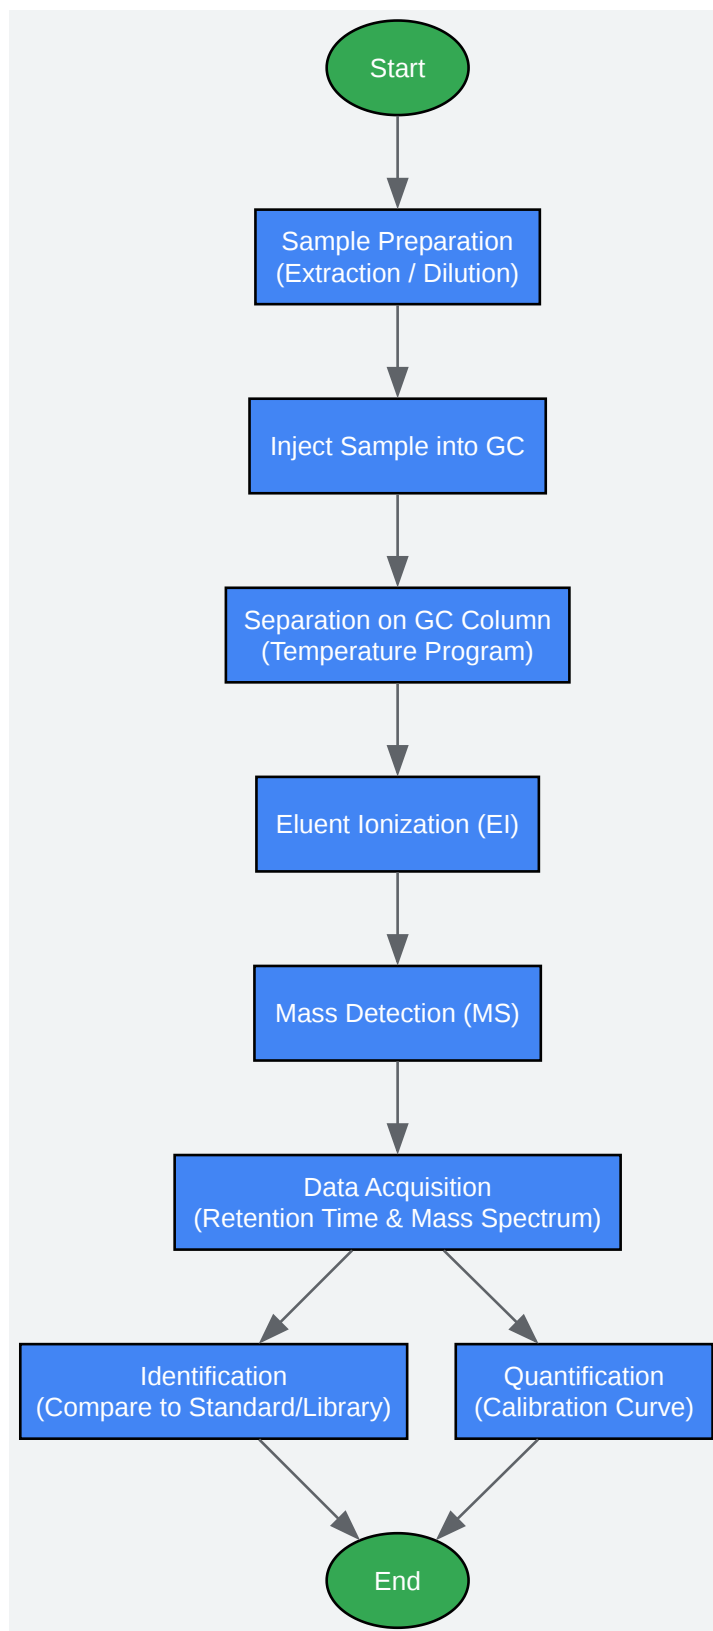 Start
Sample Preparation
(Extraction / Dilution)
Inject Sample into GC
Separation on GC Column
(Temperature Program)
Eluent Ionization (EI)
Mass Detection (MS)
Data Acquisition
(Retention Time & Mass Spectrum)
Identification
(Compare to Standard/Library)
Quantification
(Calibration Curve)
End